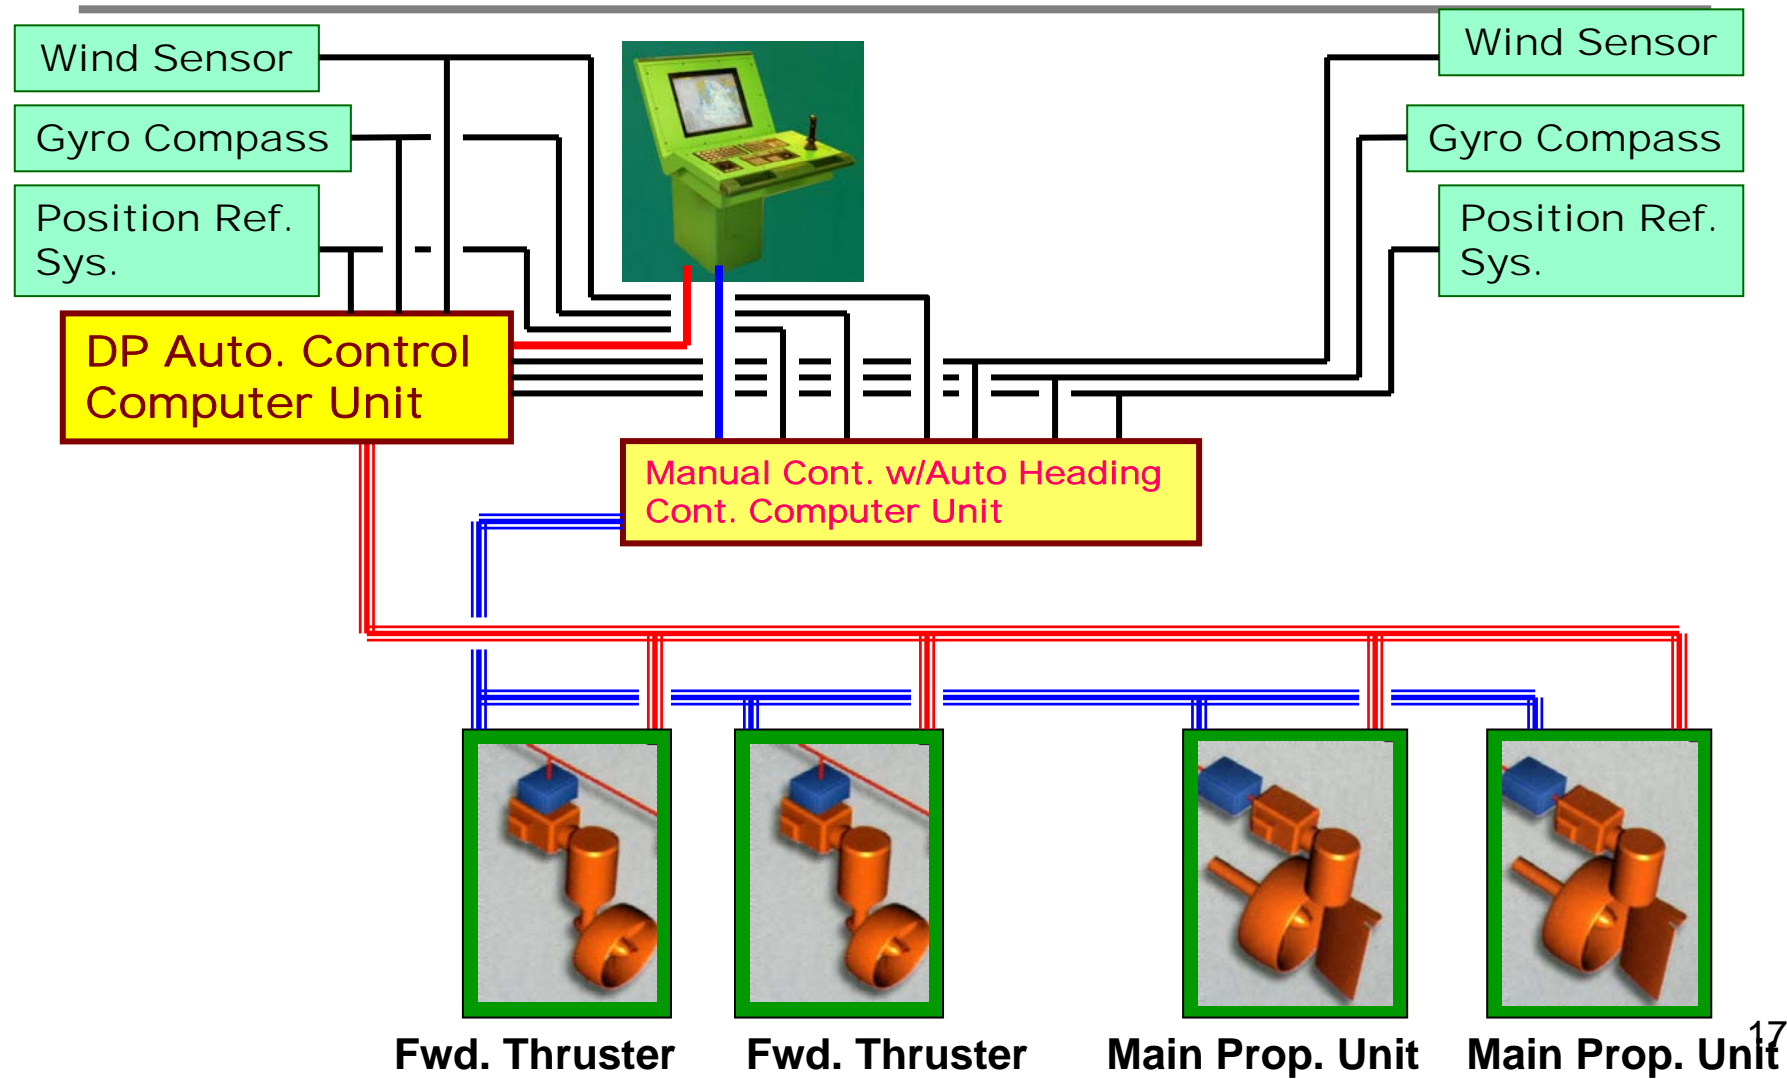 Wind Sensor
Gyro Compass
Position Ref.
Sys.
Wind Sensor
Gyro Compass
Position Ref.
Sys.
DP Auto. Control
Computer Unit
Manual Cont. w/Auto Heading
Cont. Computer Unit
Fwd. Thruster
Fwd. Thruster
Main Prop. Unit
Main Prop. Unit
17